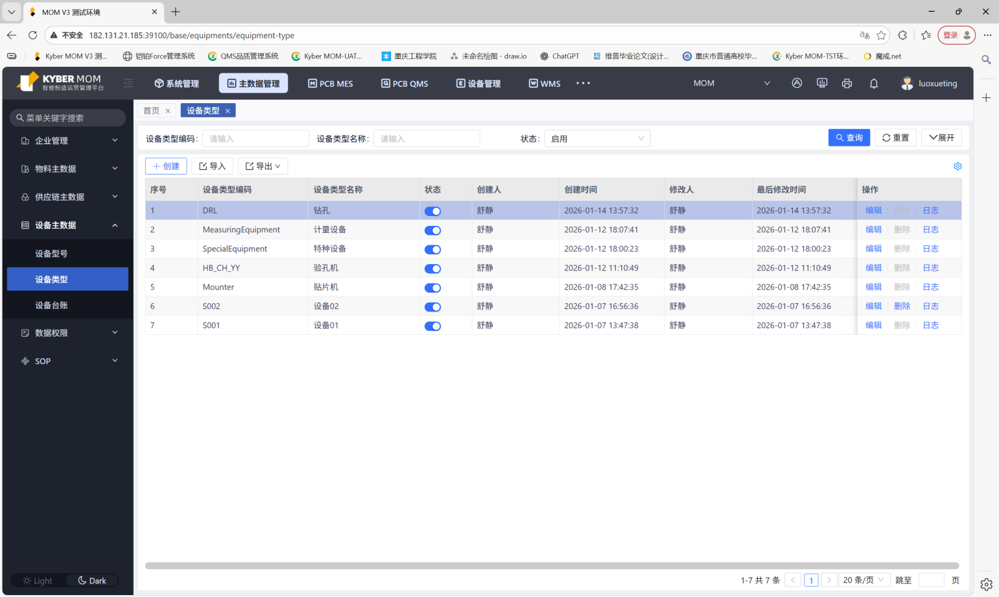 MOM V3 测试环境
不安全 182.131.21.185:39100/base/equipments/equipment-type
登录
Kyber MOM V3 测... 铠铂Force管理系统 QMS品质管理系统 Kyber MOM-UAT... 重庆工程学院 未命名绘图 - draw.io ChatGPT 维普毕业论文(设计... 重庆市普通高校毕... Kyber MOM-TST环... 魔戒.net
KYBER MOM
智能制造运营管理平台
系统管理 主数据管理 PCB MES PCB QMS 设备管理 WMS ••• MOM luoxueting
菜单关键字搜索
企业管理
物料主数据
供应链主数据
设备主数据
设备型号
设备类型
设备台账
数据权限
SOP
Light Dark
首页 设备类型
设备类型编码: 请输入 设备类型名称: 请输入 状态: 启用 查询 重置 展开
创建 导入 导出
序号 设备类型编码 设备类型名称 状态 创建人 创建时间 修改人 最后修改时间 操作
1 DRL 钻孔 舒静 2026-01-14 13:57:32 舒静 2026-01-14 13:57:32 编辑 删除 日志
2 MeasuringEquipment 计量设备 舒静 2026-01-12 18:07:41 舒静 2026-01-12 18:07:41 编辑 删除 日志
3 SpecialEquipment 特种设备 舒静 2026-01-12 18:00:23 舒静 2026-01-12 18:00:23 编辑 删除 日志
4 HB_CH_YY 验孔机 舒静 2026-01-12 11:10:49 舒静 2026-01-12 11:10:49 编辑 删除 日志
5 Mounter 贴片机 舒静 2026-01-08 17:42:35 舒静 2026-01-08 17:42:35 编辑 删除 日志
6 S002 设备02 舒静 2026-01-07 16:56:36 舒静 2026-01-07 16:56:36 编辑 删除 日志
7 S001 设备01 舒静 2026-01-07 13:47:38 舒静 2026-01-07 13:47:38 编辑 删除 日志
1-7 共 7 条 1 20 条/页 跳至 页